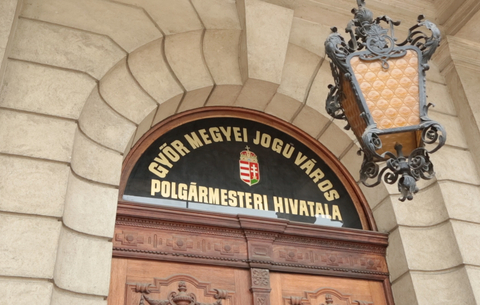 GYŐR MEGYEI JOGÚ VÁROS
POLGÁRMESTERI HIVATALA